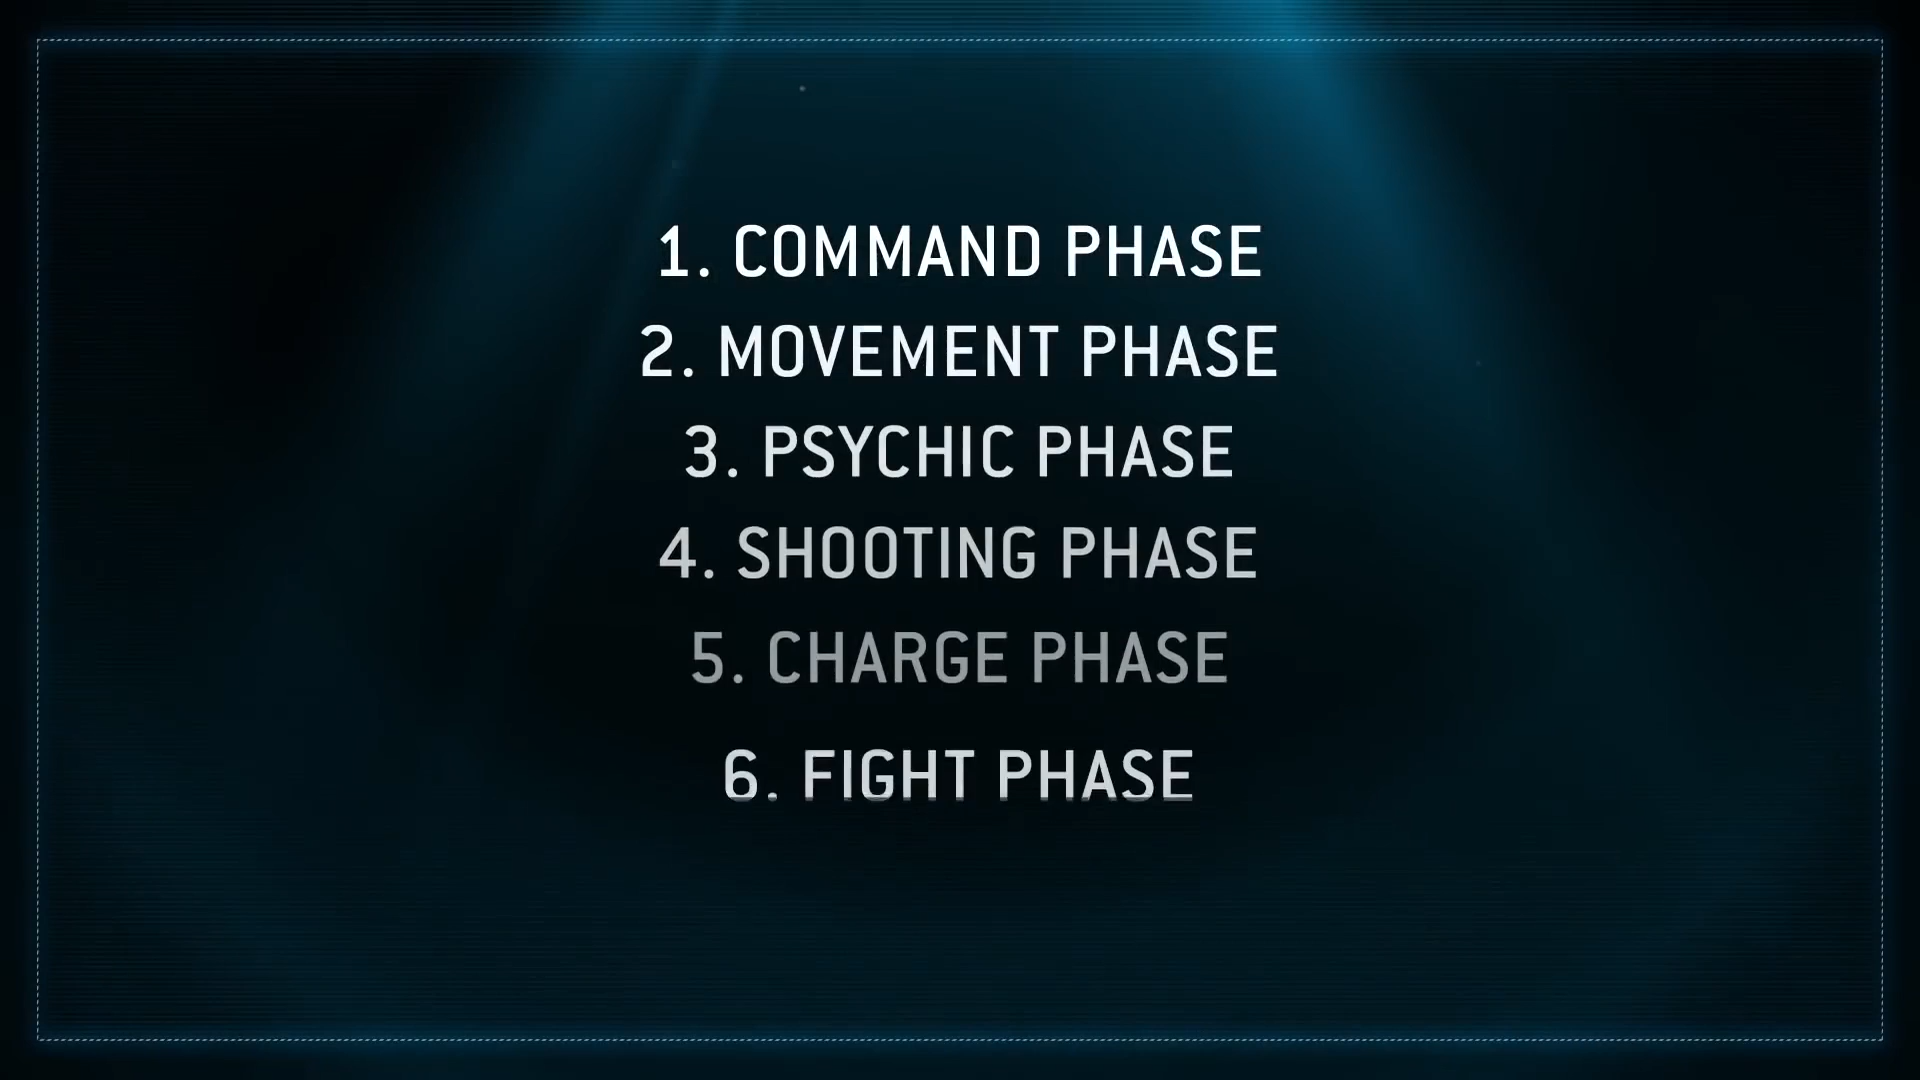 1. COMMAND PHASE
2. MOVEMENT PHASE
3. PSYCHIC PHASE
4. SHOOTING PHASE
5. CHARGE PHASE
6. FIGHT PHASE